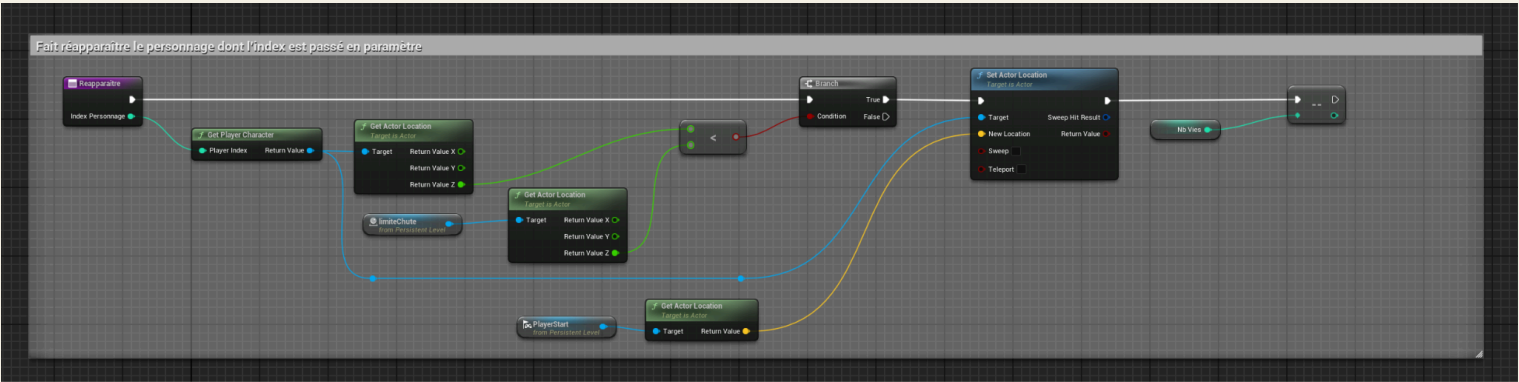 Fait réapparaître le personnage dont l'index est passé en paramètre
Reapparaître
Index Personnage
Get Player Character
Player Index Return Value
Get Actor Location
Target is Actor
Target Return Value X
Return Value Y
Return Value Z
limiteChute
from Persistent Level
Get Actor Location
Target is Actor
Target Return Value X
Return Value Y
Return Value Z
PlayerStart
from Persistent Level
Get Actor Location
Target is Actor
Target Return Value
<
Branch
True
Condition False
Set Actor Location
Target is Actor
Target Sweep Hit Result
New Location Return Value
Sweep
Teleport
Nb Vies
--